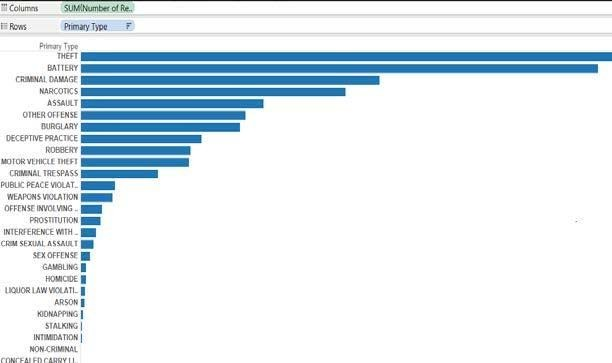 Columns SUM(Number of Re..
Rows Primary Type
Primary Type
THEFT
BATTERY
CRIMINAL DAMAGE
NARCOTICS
ASSAULT
OTHER OFFENSE
BURGLARY
DECEPTIVE PRACTICE
ROBBERY
MOTOR VEHICLE THEFT
CRIMINAL TRESPASS
PUBLIC PEACE VIOLAT..
WEAPONS VIOLATION
OFFENSE INVOLVING ..
PROSTITUTION
INTERFERENCE WITH ..
CRIM SEXUAL ASSAULT
SEX OFFENSE
GAMBLING
HOMICIDE
LIQUOR LAW VIOLATI..
ARSON
KIDNAPPING
STALKING
INTIMIDATION
NON-CRIMINAL
CONCEALED CARRY LI..